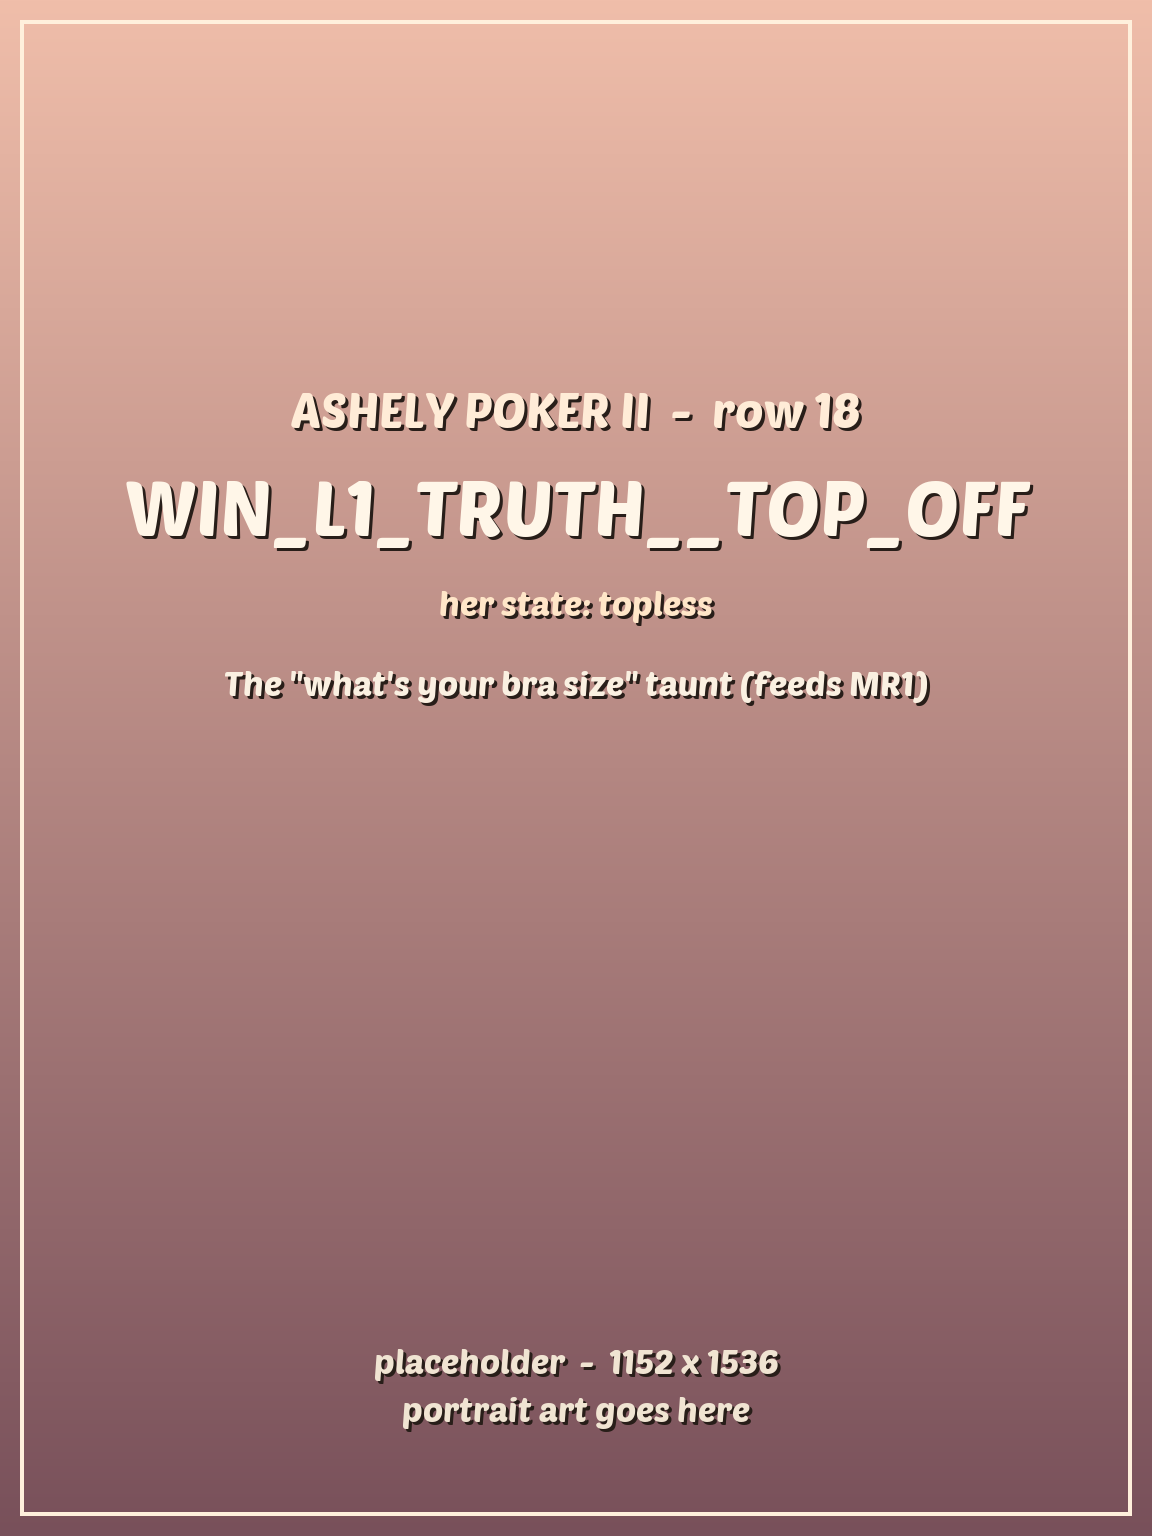 ASHELY POKER II - row 18
WIN_L1_TRUTH__TOP_OFF
her state: topless
The "what's your bra size" taunt (feeds MR1)
placeholder - 1152 x 1536
portrait art goes here